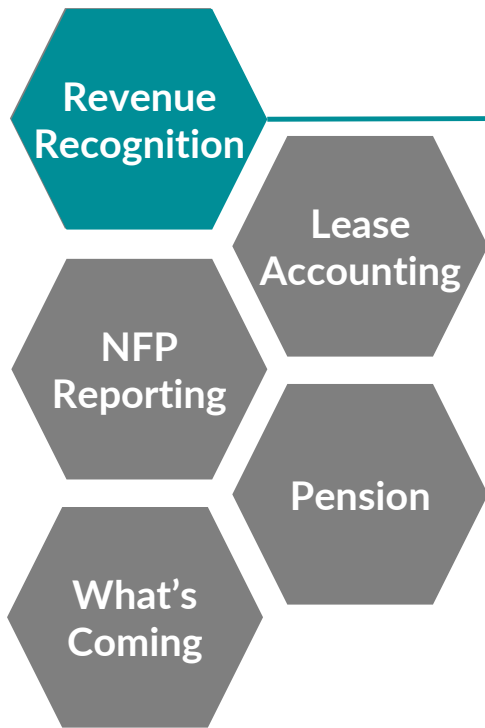 Revenue
Recognition
Lease
Accounting
NFP
Reporting
Pension
What’s
Coming